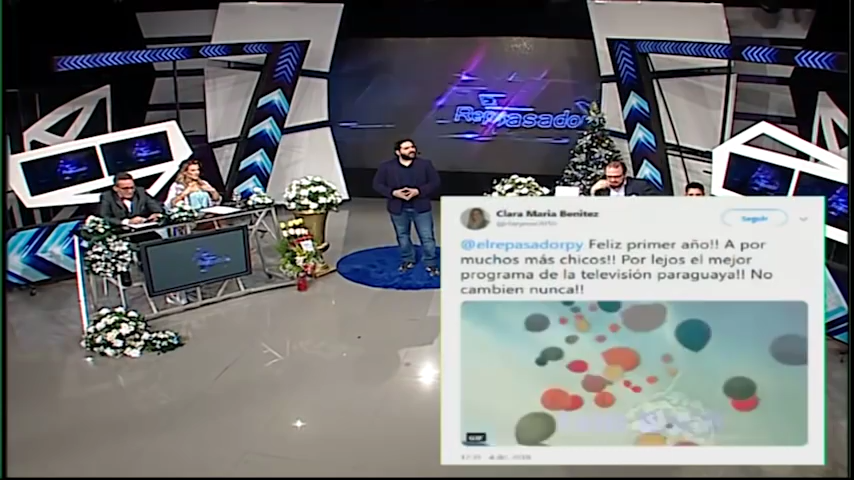 El
Repasador
Clara Maria Benitez
Seguir
@elrepasadorpy Feliz primer año!! A por
muchos más chicos!! Por lejos el mejor
programa de la televisión paraguaya!! No
cambien nunca!!
GIF